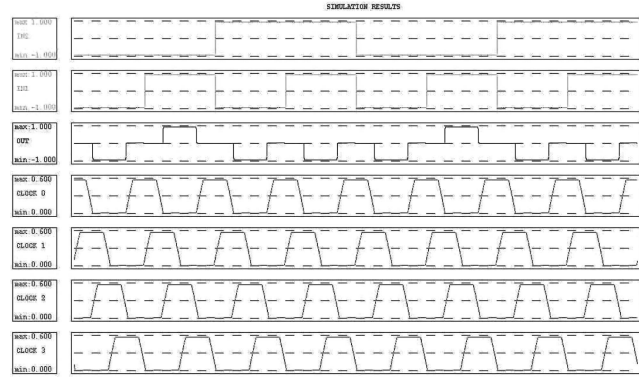 SIMULATION RESULTS
max 1.000
IN2
min -1.000
max 1.000
IN1
min -1.000
max:1.000
OUT
min:-1.000
max:0.600
CLOCK 0
min:0.000
max:0.600
CLOCK 1
min:0.000
max:0.600
CLOCK 2
min:0.000
max:0.600
CLOCK 3
min:0.000